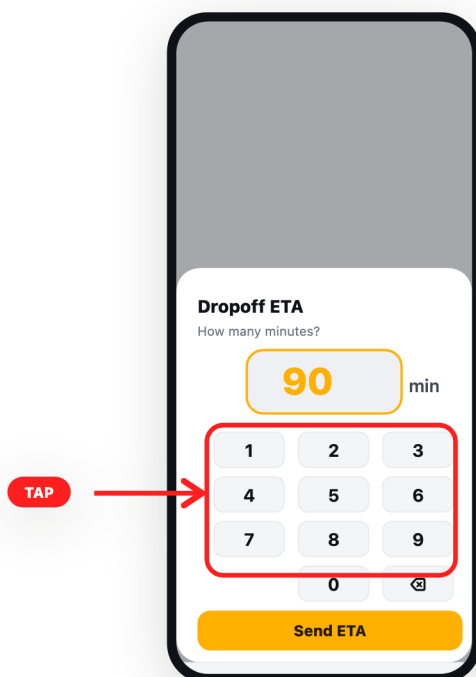 Dropoff ETA
How many minutes?
90 min
1 2 3
TAP
4 5 6
7 8 9
0
Send ETA